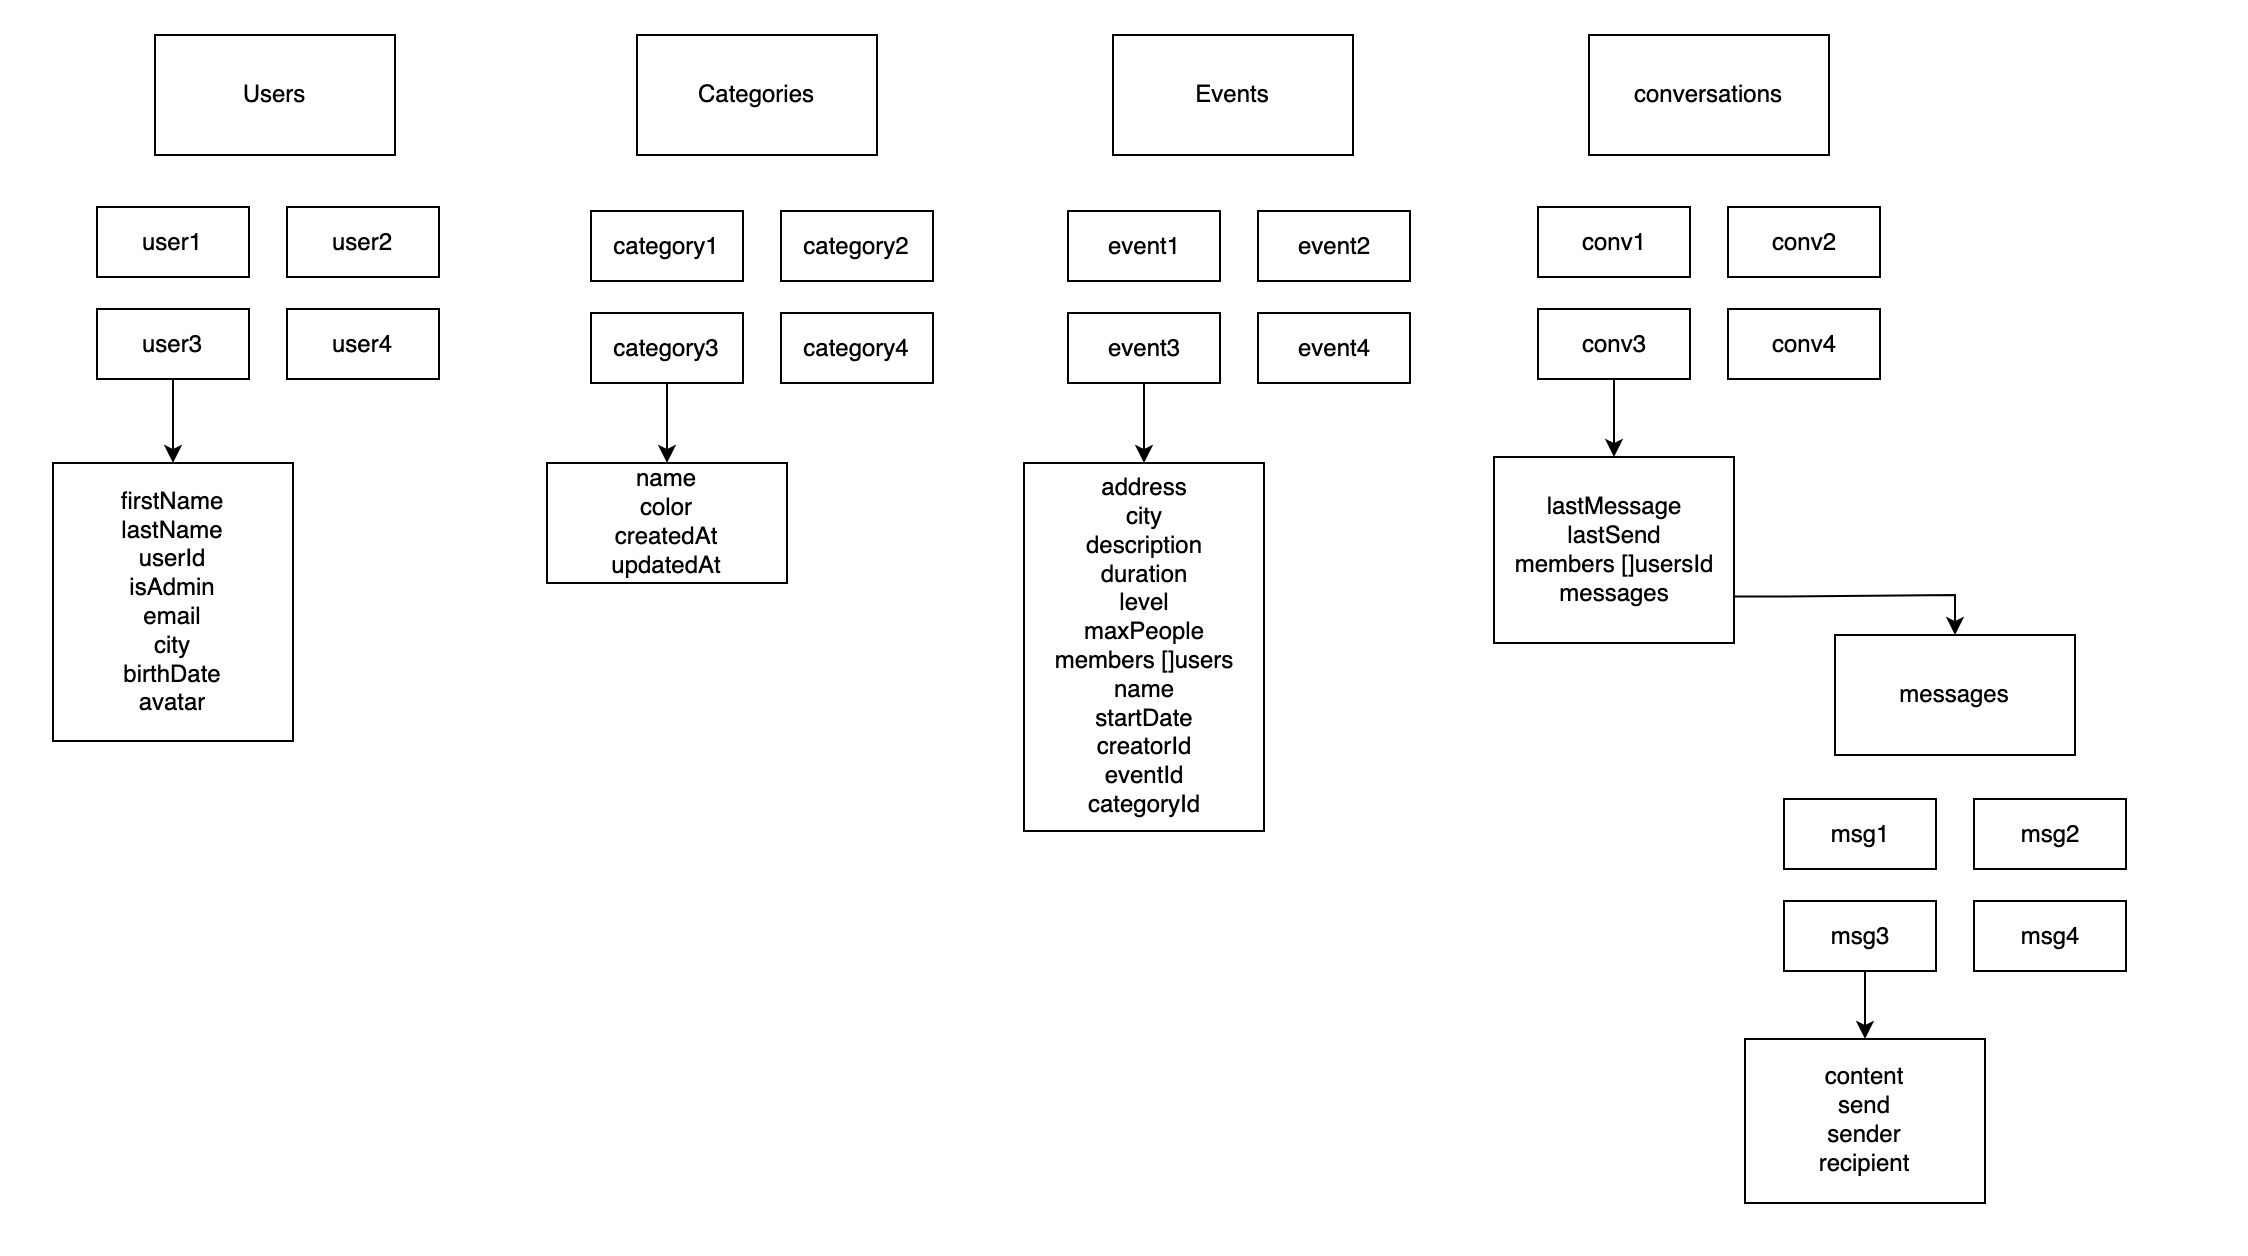 Users
Categories
Events
conversations
user1
user2
category1
category2
event1
event2
conv1
conv2
user3
user4
category3
category4
event3
event4
conv3
conv4
firstName
lastName
userId
isAdmin
email
city
birthDate
avatar
name
color
createdAt
updatedAt
address
city
description
duration
level
maxPeople
members []users
name
startDate
creatorId
eventId
categoryId
lastMessage
lastSend
members []usersId
messages
messages
msg1
msg2
msg3
msg4
content
send
sender
recipient